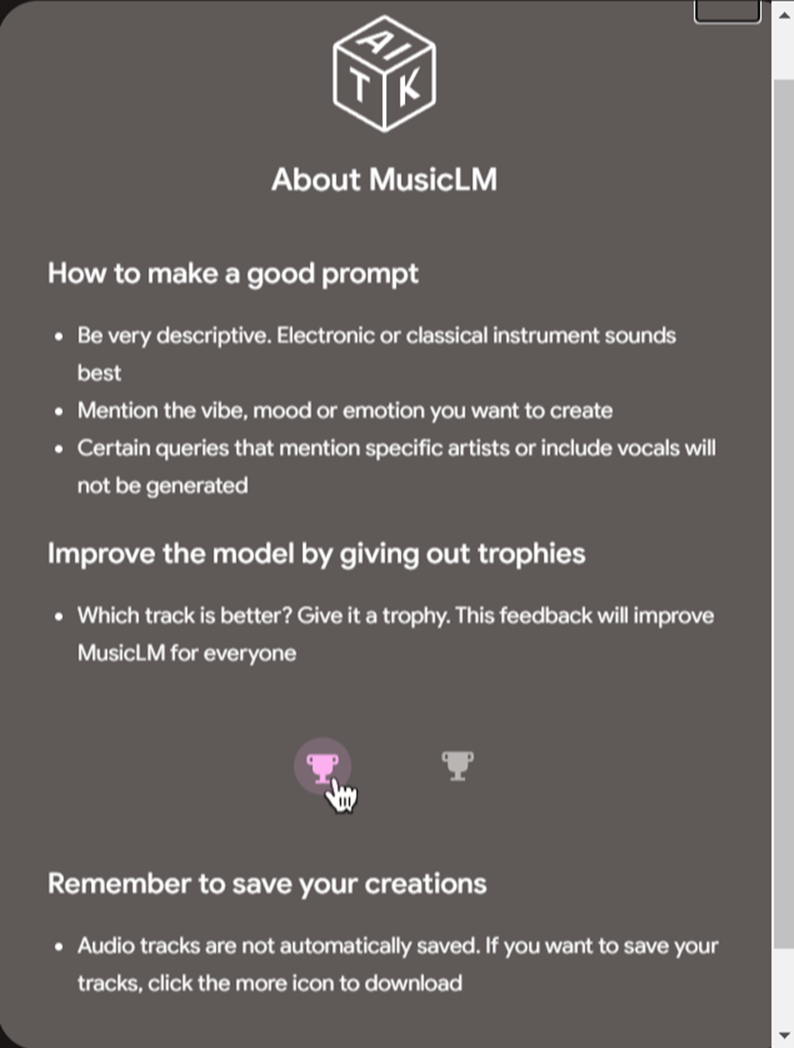 AI
T K
About MusicLM
How to make a good prompt
• Be very descriptive. Electronic or classical instrument sounds
best
• Mention the vibe, mood or emotion you want to create
• Certain queries that mention specific artists or include vocals will
not be generated
Improve the model by giving out trophies
• Which track is better? Give it a trophy. This feedback will improve
MusicLM for everyone
Remember to save your creations
• Audio tracks are not automatically saved. If you want to save your
tracks, click the more icon to download